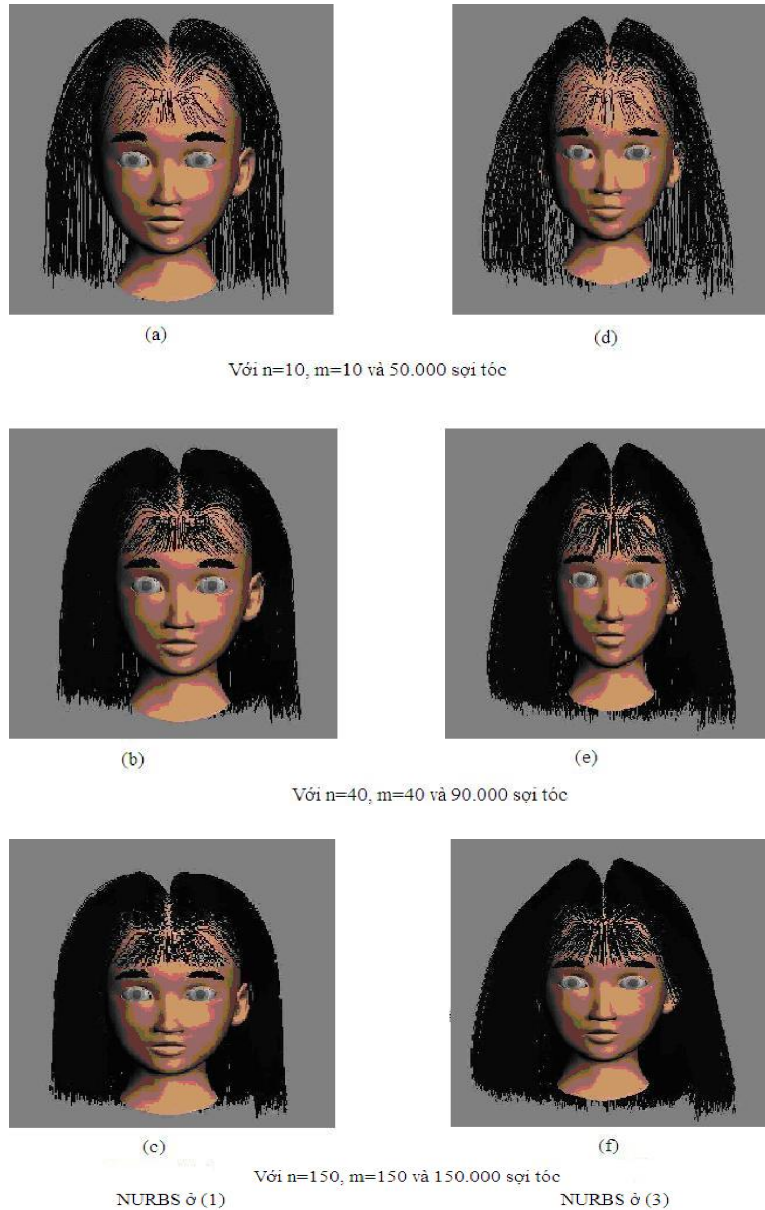 (a)
(d)
Với n=10, m=10 và 50.000 sợi tóc
(b)
(e)
Với n=40, m=40 và 90.000 sợi tóc
(c)
(f)
Với n=150, m=150 và 150.000 sợi tóc
NURBS ở (1)
NURBS ở (3)